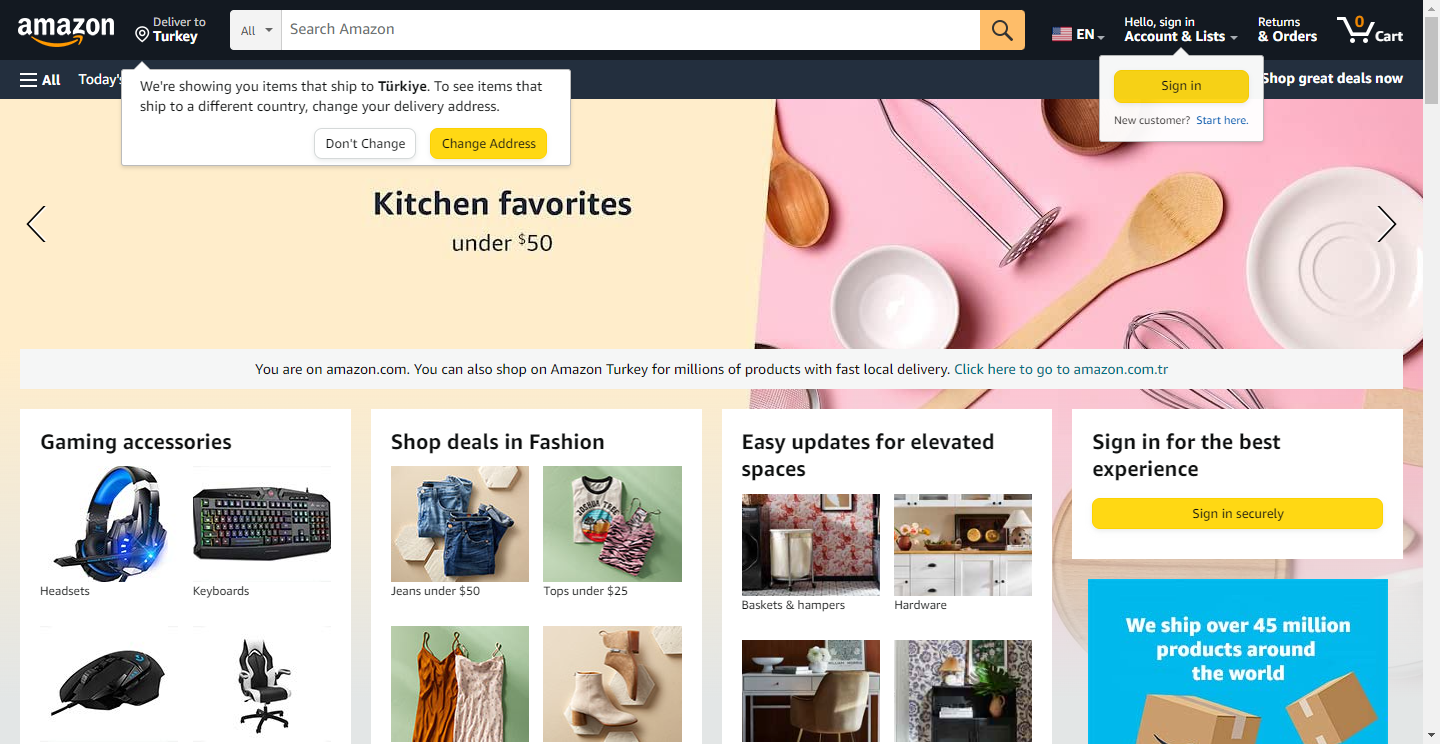 amazon
Deliver to
Turkey
All
Search Amazon
EN
Hello, sign in
Account & Lists
Returns
& Orders
0
Cart
All
Today's
Shop great deals now
We're showing you items that ship to Türkiye. To see items that
ship to a different country, change your delivery address.
Don't Change
Change Address
Sign in
New customer? Start here.
Kitchen favorites
under $50
You are on amazon.com. You can also shop on Amazon Turkey for millions of products with fast local delivery. Click here to go to amazon.com.tr
Gaming accessories
Headsets
Keyboards
Shop deals in Fashion
Jeans under $50
Tops under $25
Easy updates for elevated
spaces
Baskets & hampers
Hardware
Sign in for the best
experience
Sign in securely
We ship over 45 million
products around
the world